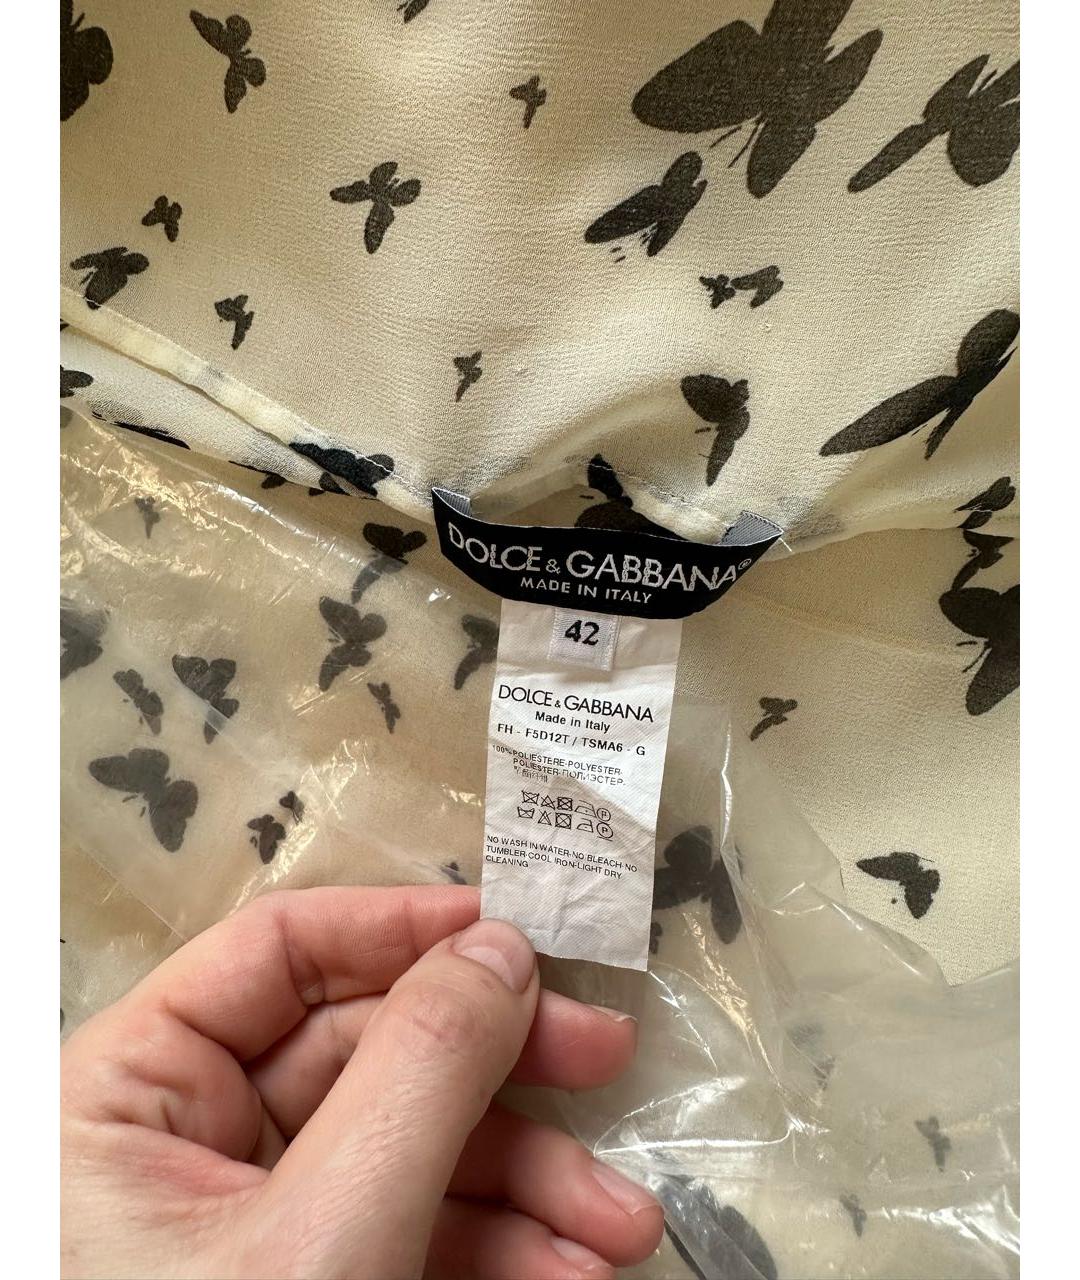 DOLCE & GABBANA®
MADE IN ITALY
42
DOLCE & GABBANA
Made in Italy
FH - F5D12T / TSMA6 - G
100%POLIESTERE-POLYESTER-
POLIESTER-ПОЛИЭСТЕР-
P
P
NO WASH IN WATER-NO BLEACH-NO
TUMBLER-COOL IRON-LIGHT DRY
CLEANING